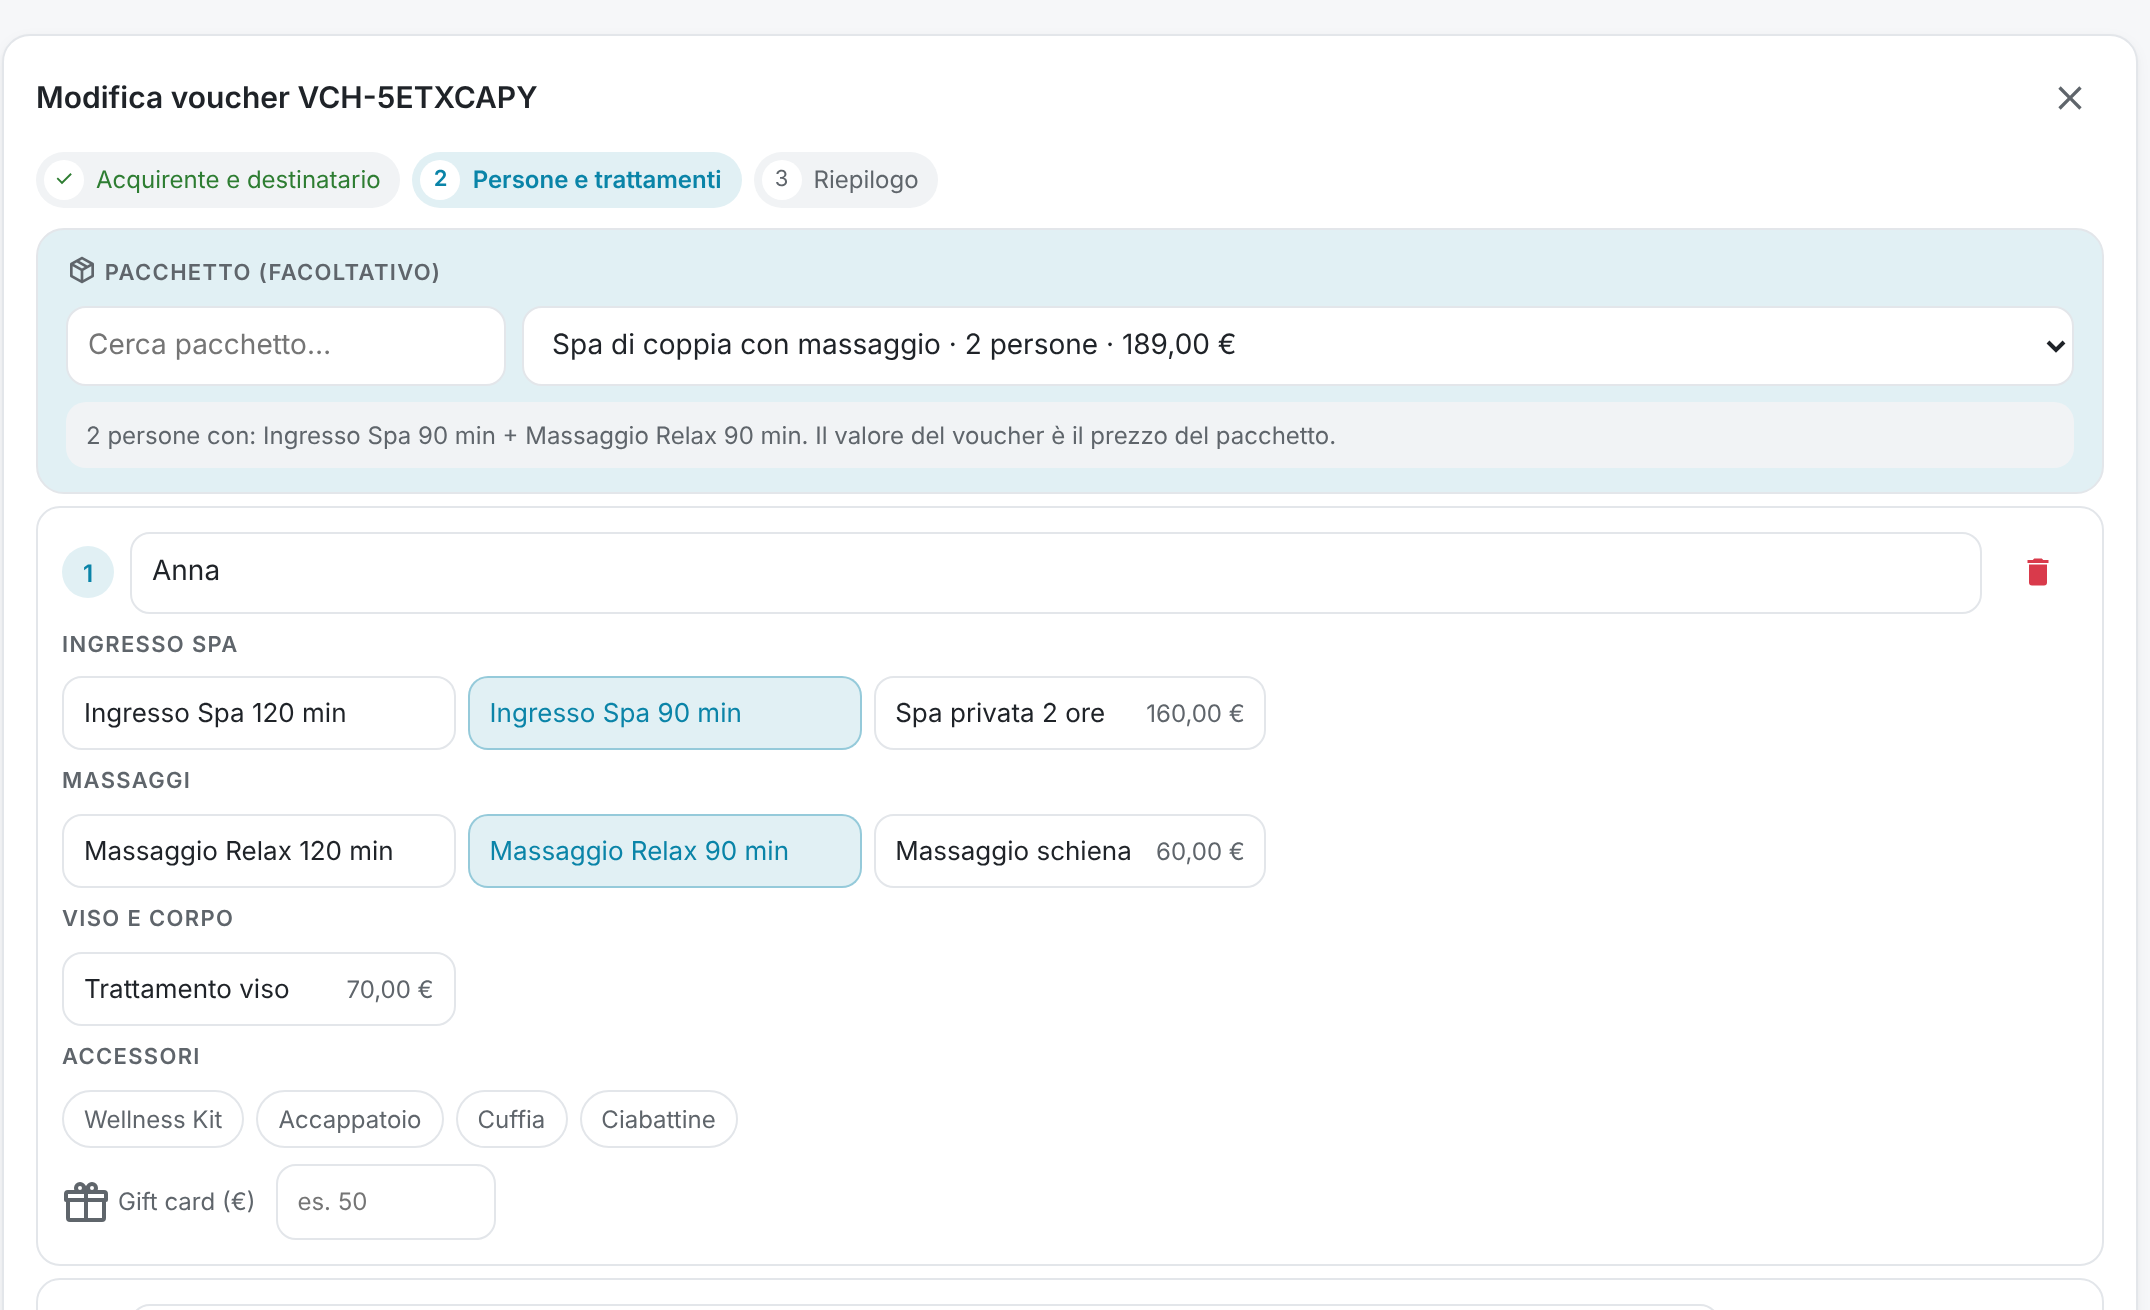 Modifica voucher VCH-5ETXCAPY
Acquirente e destinatario
2 Persone e trattamenti
3 Riepilogo
PACCHETTO (FACOLTATIVO)
Cerca pacchetto...
Spa di coppia con massaggio · 2 persone · 189,00 €
2 persone con: Ingresso Spa 90 min + Massaggio Relax 90 min. Il valore del voucher è il prezzo del pacchetto.
1 Anna
INGRESSO SPA
Ingresso Spa 120 min
Ingresso Spa 90 min
Spa privata 2 ore 160,00 €
MASSAGGI
Massaggio Relax 120 min
Massaggio Relax 90 min
Massaggio schiena 60,00 €
VISO E CORPO
Trattamento viso 70,00 €
ACCESSORI
Wellness Kit
Accappatoio
Cuffia
Ciabattine
Gift card (€)
es. 50